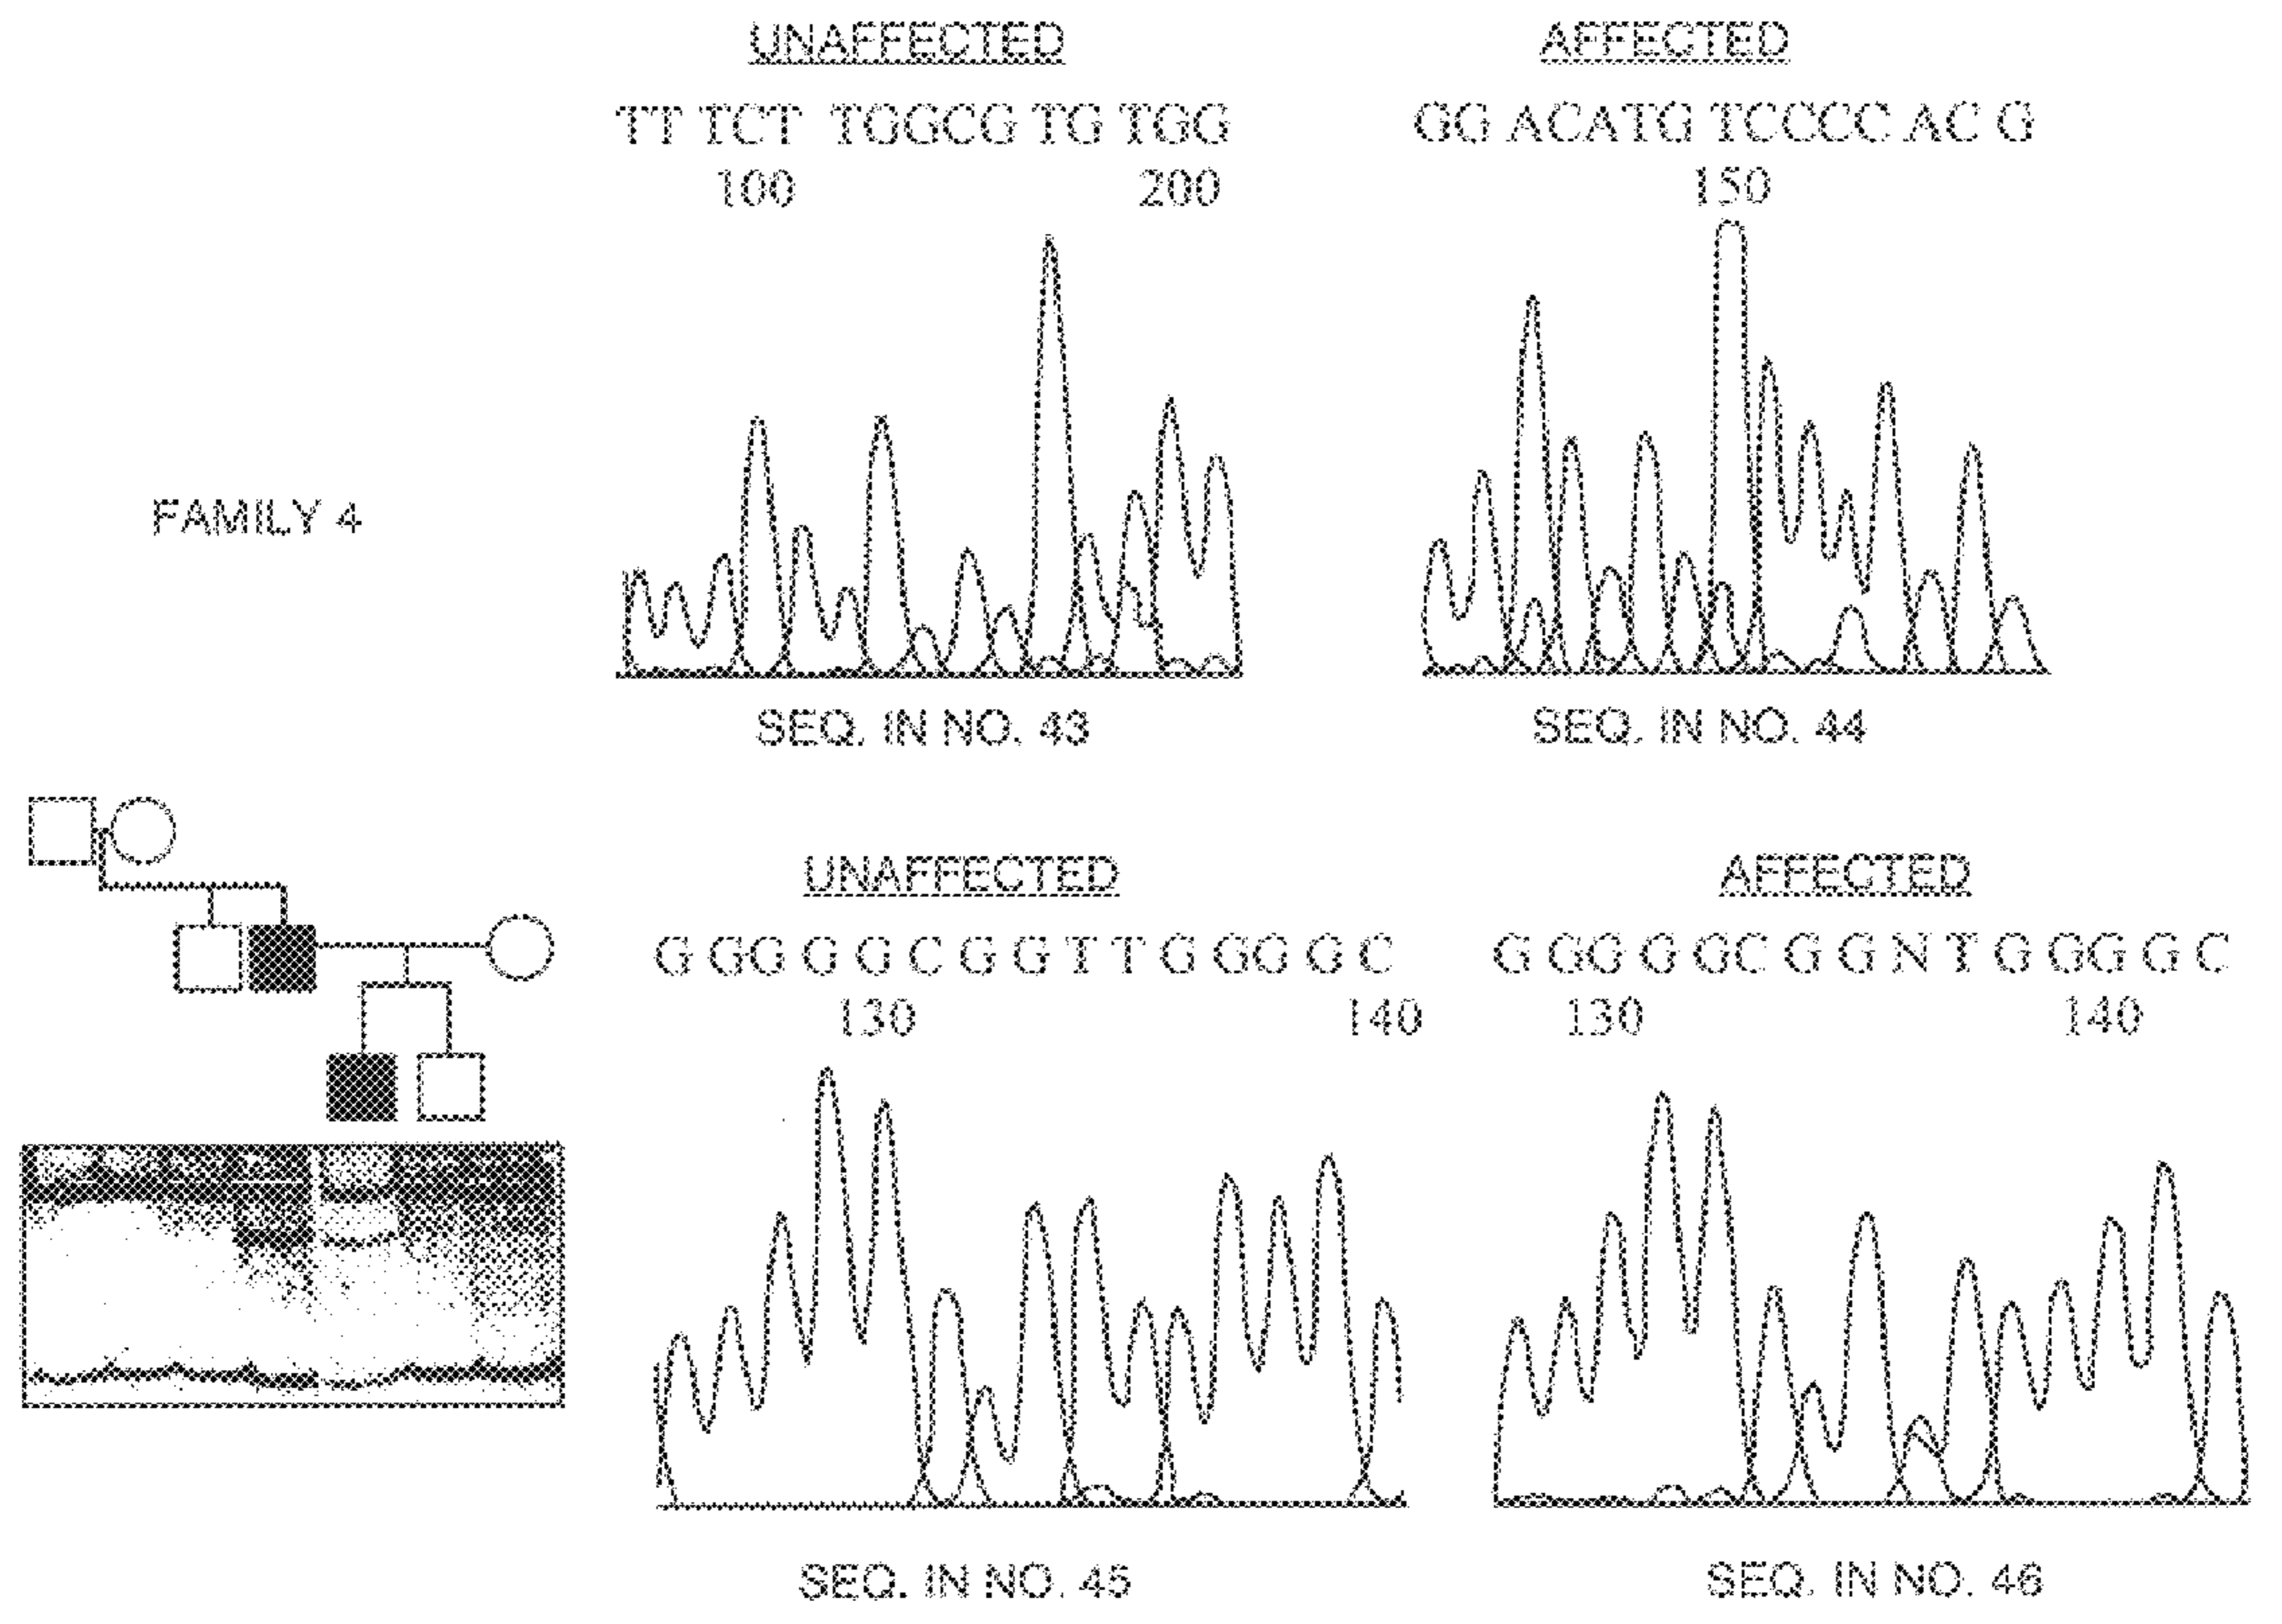 UNAFFECTED
TT TCT TGGCG TG TGG
100 200
AFFECTED
GG ACATG TCCCC AC G
150
FAMILY 4
SEQ. IN NO. 43
SEQ. IN NO. 44
UNAFFECTED
G GG G G C G G T T G GG G C
130 140
AFFECTED
G GG G GC G G N T G GG G C
130 140
SEQ. IN NO. 45
SEQ. IN NO. 46